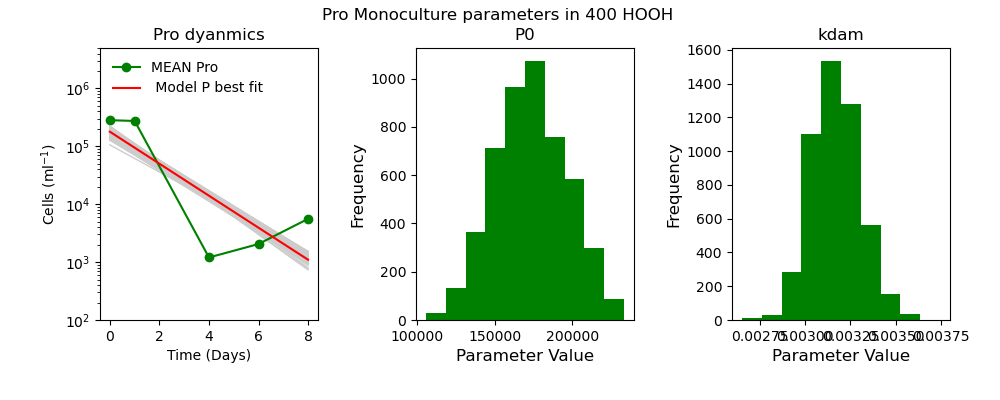 Pro Monoculture parameters in 400 HOOH
Pro dyanmics
MEAN Pro
Model P best fit
10^6
10^5
10^4
10^3
10^2
Cells (ml^-1)
0 2 4 6 8
Time (Days)
P0
1000
800
600
400
200
0
Frequency
100000 150000 200000
Parameter Value
kdam
1600
1400
1200
1000
800
600
400
200
0
Frequency
0.00275 0.00300 0.00325 0.00350 0.00375
Parameter Value